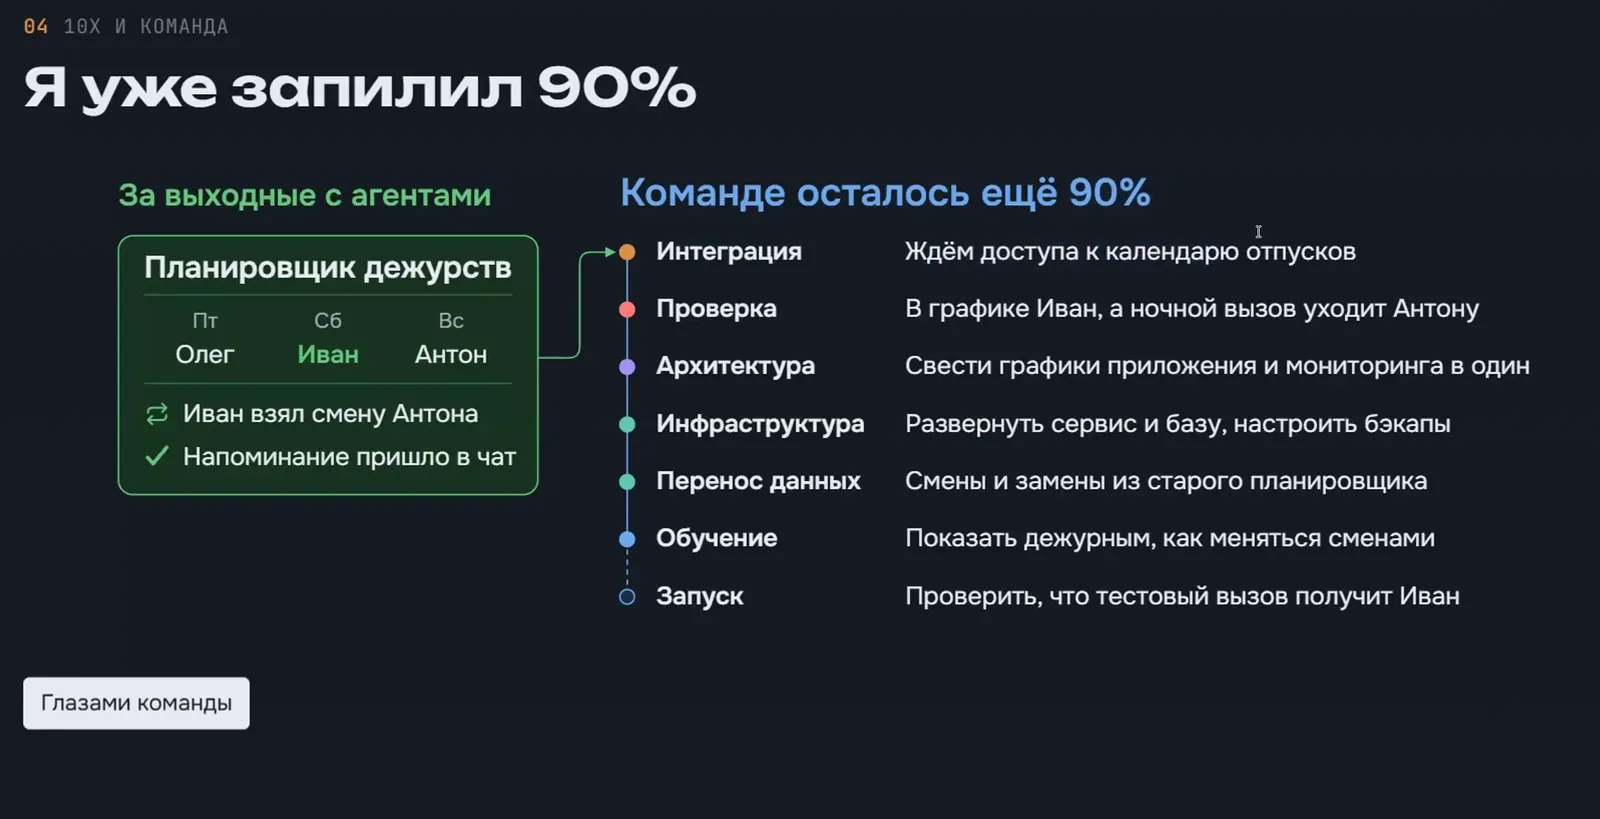 04 10X И КОМАНДА
Я уже запилил 90%
За выходные с агентами
Планировщик дежурств
Пт Сб Вс
Олег Иван Антон
Иван взял смену Антона
Напоминание пришло в чат
Команде осталось ещё 90%
Интеграция Ждём доступа к календарю отпусков
Проверка В графике Иван, а ночной вызов уходит Антону
Архитектура Свести графики приложения и мониторинга в один
Инфраструктура Развернуть сервис и базу, настроить бэкапы
Перенос данных Смены и замены из старого планировщика
Обучение Показать дежурным, как меняться сменами
Запуск Проверить, что тестовый вызов получит Иван
Глазами команды